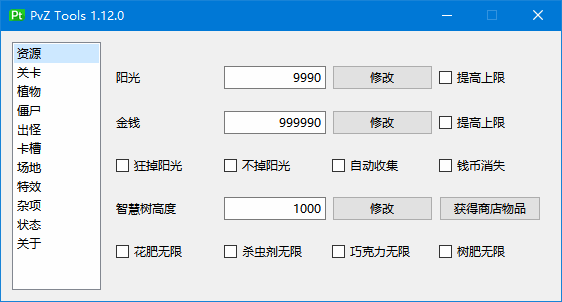 Pt PvZ Tools 1.12.0
资源
关卡
植物
僵尸
出怪
卡槽
场地
特效
杂项
状态
关于
阳光 9990 修改 提高上限
金钱 999990 修改 提高上限
狂掉阳光 不掉阳光 自动收集 钱币消失
智慧树高度 1000 修改 获得商店物品
花肥无限 杀虫剂无限 巧克力无限 树肥无限